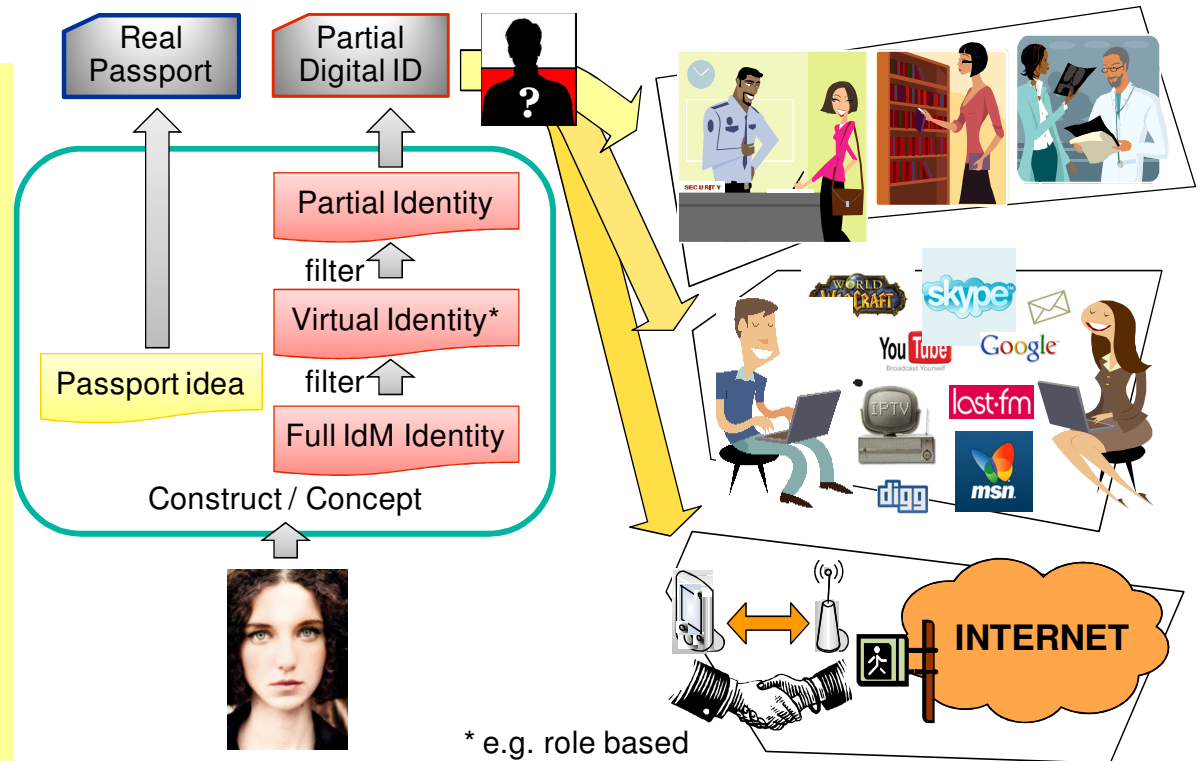 Real
Passport
Partial
Digital ID
?
SECURITY
Partial Identity
filter
Virtual Identity*
filter
Full IdM Identity
Passport idea
Construct / Concept
WORLD
WARCRAFT
skype
YouTube
Broadcast Yourself
Google
IPTV
last·fm
digg
msn
INTERNET
* e.g. role based